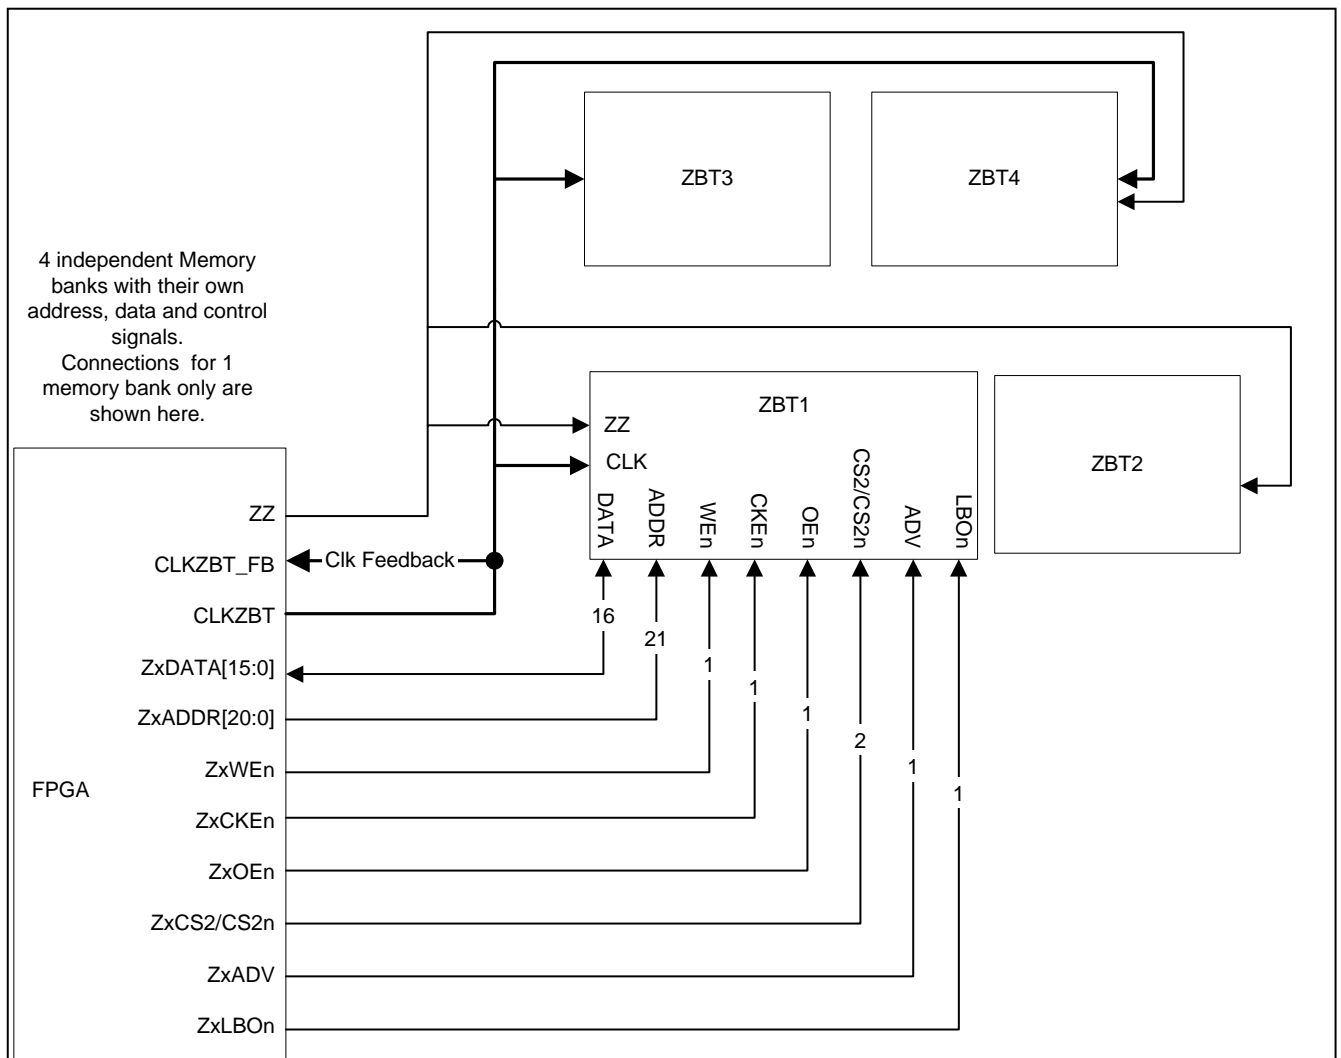 ZBT3
ZBT4
4 independent Memory
banks with their own
address, data and control
signals.
Connections for 1
memory bank only are
shown here.
ZBT1
ZZ
CLK
ZBT2
DATA
ADDR
WEn
CKEn
OEn
CS2/CS2n
ADV
LBOn
ZZ
CLKZBT_FB
Clk Feedback
CLKZBT
16
21
1
1
1
2
1
1
ZxDATA[15:0]
ZxADDR[20:0]
ZxWEn
FPGA
ZxCKEn
ZxOEn
ZxCS2/CS2n
ZxADV
ZxLBOn